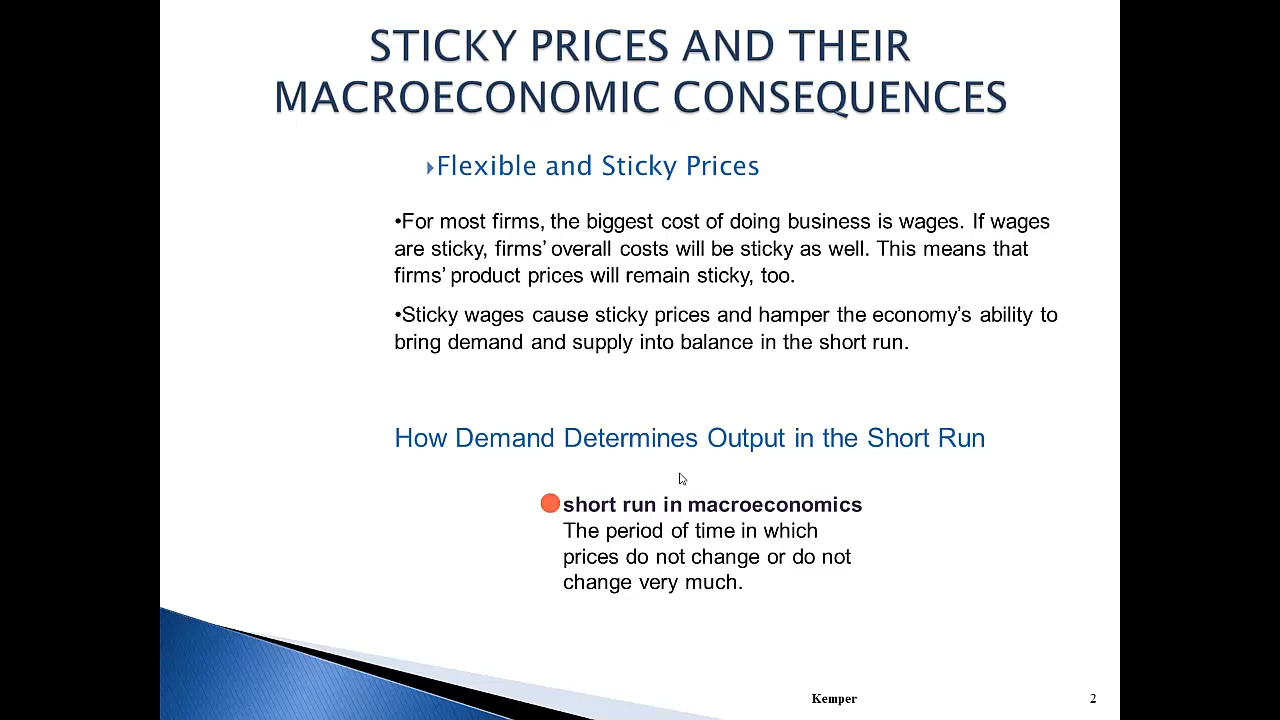 STICKY PRICES AND THEIR
MACROECONOMIC CONSEQUENCES
Flexible and Sticky Prices
•For most firms, the biggest cost of doing business is wages. If wages
are sticky, firms’ overall costs will be sticky as well. This means that
firms’ product prices will remain sticky, too.
•Sticky wages cause sticky prices and hamper the economy’s ability to
bring demand and supply into balance in the short run.
How Demand Determines Output in the Short Run
short run in macroeconomics
The period of time in which
prices do not change or do not
change very much.
Kemper
2